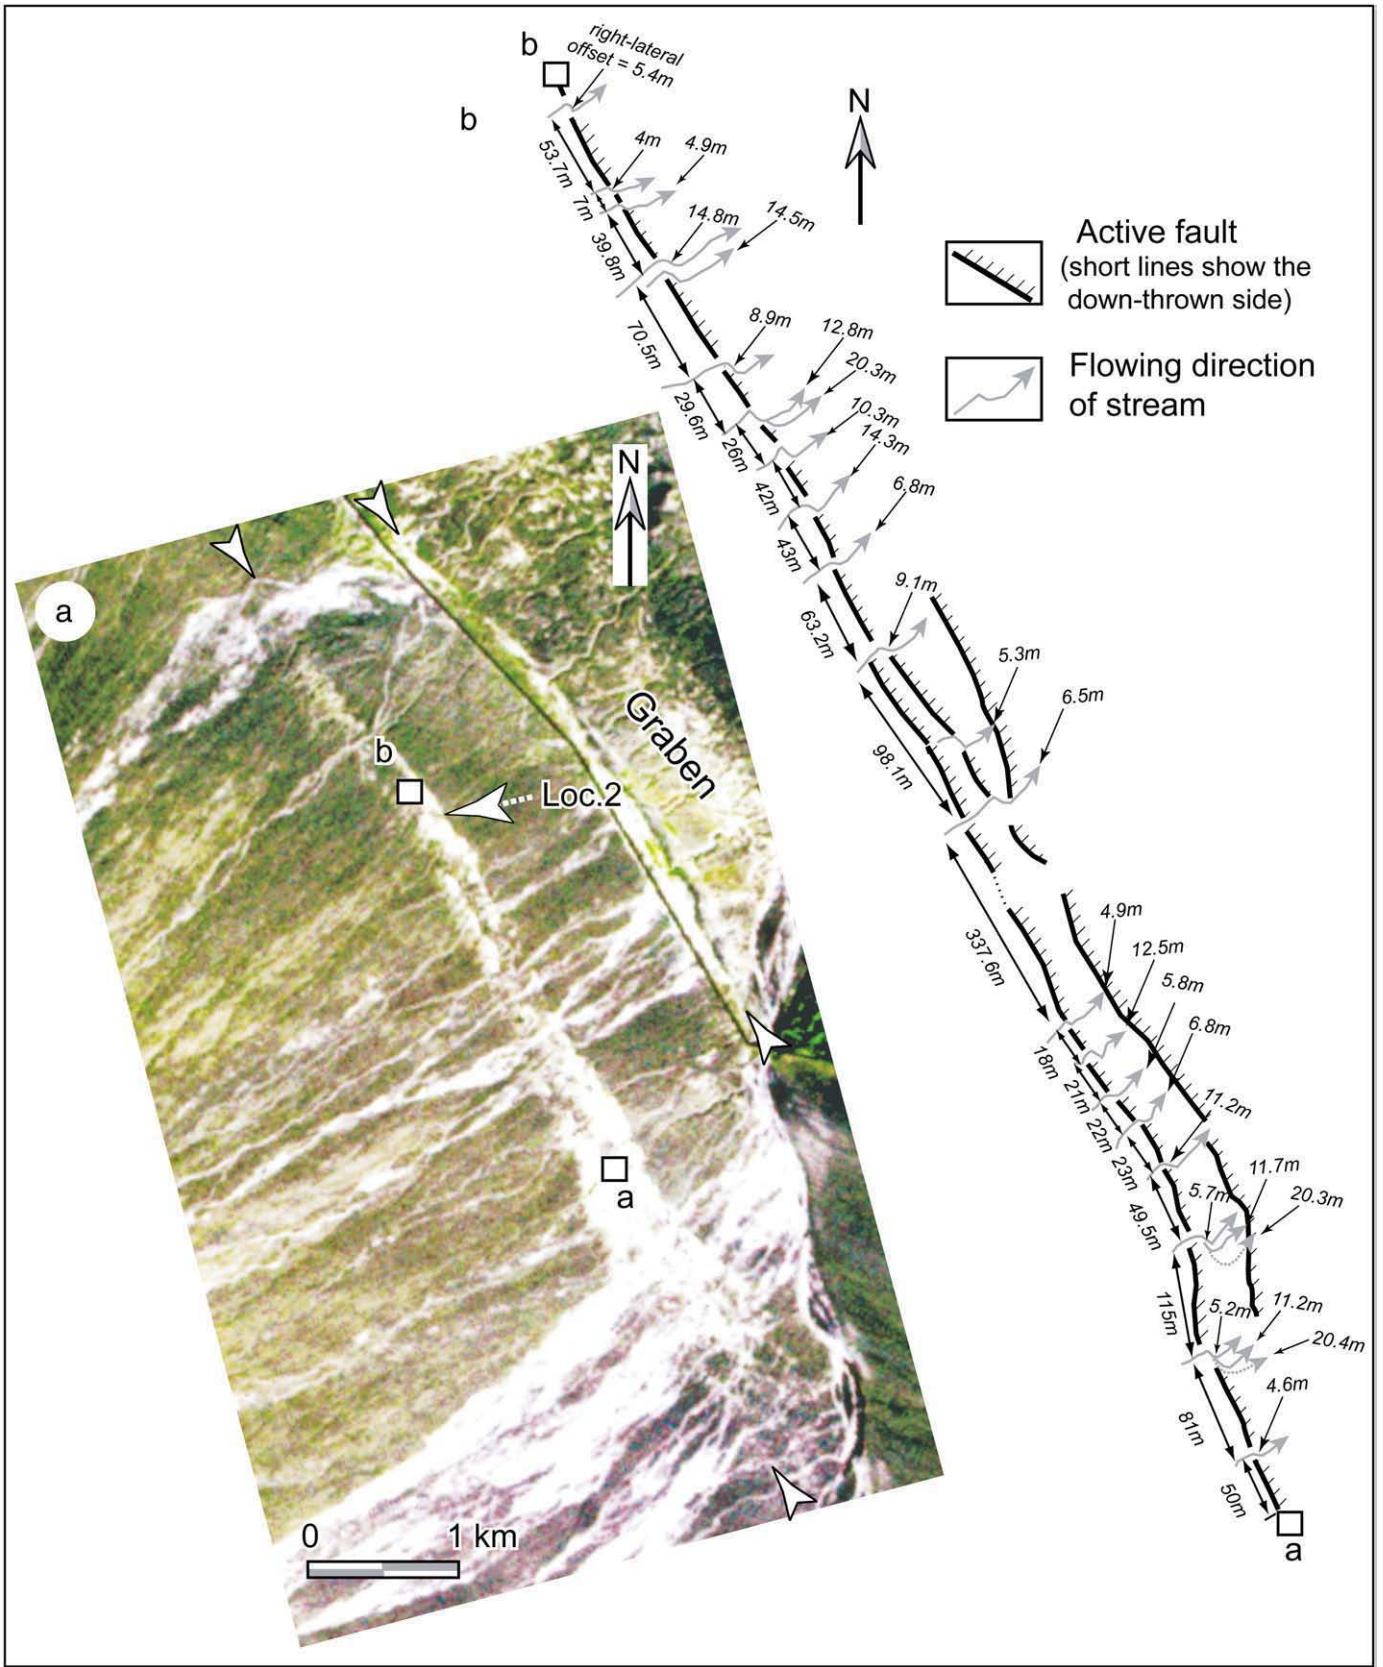 b
right-lateral
offset = 5.4m
b
N
53.7m
4m
4.9m
7m
39.8m
14.8m
14.5m
Active fault
(short lines show the
down-thrown side)
70.5m
8.9m
12.8m
20.3m
Flowing direction
of stream
29.6m
26m
10.3m
14.3m
42m
6.8m
43m
9.1m
63.2m
5.3m
6.5m
98.1m
337.6m
4.9m
12.5m
5.8m
6.8m
18m
21m
22m
23m
11.2m
49.5m
5.7m
11.7m
20.3m
115m
5.2m
11.2m
20.4m
81m
4.6m
50m
a
a
N
Graben
b
Loc.2
a
0
1 km